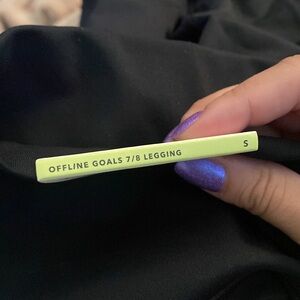 OFFLINE GOALS 7/8 LEGGING S